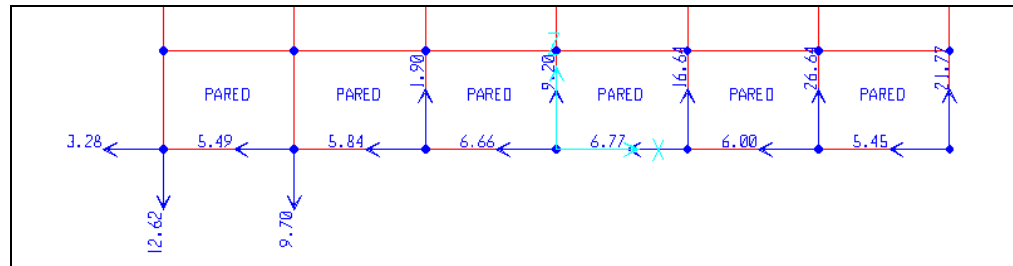 1.90
9.20
16.64
26.64
21.77
PARED
PARED
PARED
PARED
PARED
PARED
3.28
5.49
5.84
6.66
6.77
6.00
5.45
X
12.62
9.70